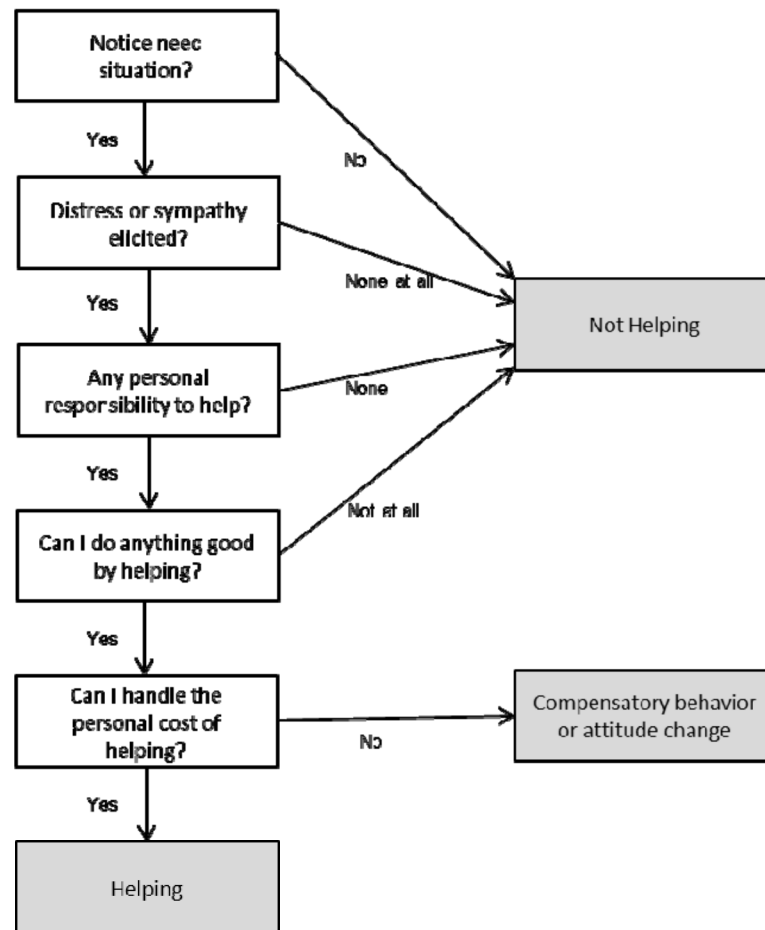 Notice neec
situation?
Yes
No
Distress or sympathy
elicited?
None at all
Yes
Not Helping
Any personal
responsibility to help?
None
Yes
Not at all
Can I do anything good
by helping?
Yes
Can I handle the
personal cost of
helping?
No
Compensatory behavior
or attitude change
Yes
Helping